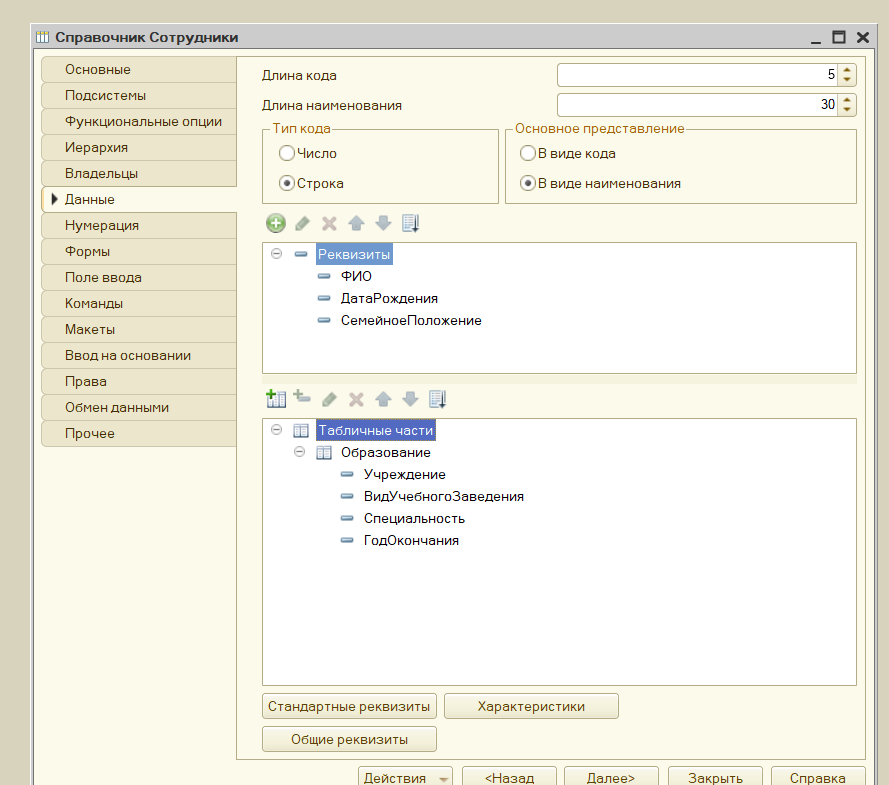 Справочник Сотрудники
Основные
Подсистемы
Функциональные опции
Иерархия
Владельцы
Данные
Нумерация
Формы
Поле ввода
Команды
Макеты
Ввод на основании
Права
Обмен данными
Прочее
Длина кода 5
Длина наименования 30
Тип кода
Число
Строка
Основное представление
В виде кода
В виде наименования
Реквизиты
ФИО
ДатаРождения
СемейноеПоложение
Табличные части
Образование
Учреждение
ВидУчебногоЗаведения
Специальность
ГодОкончания
Стандартные реквизиты Характеристики
Общие реквизиты
Действия <Назад Далее> Закрыть Справка